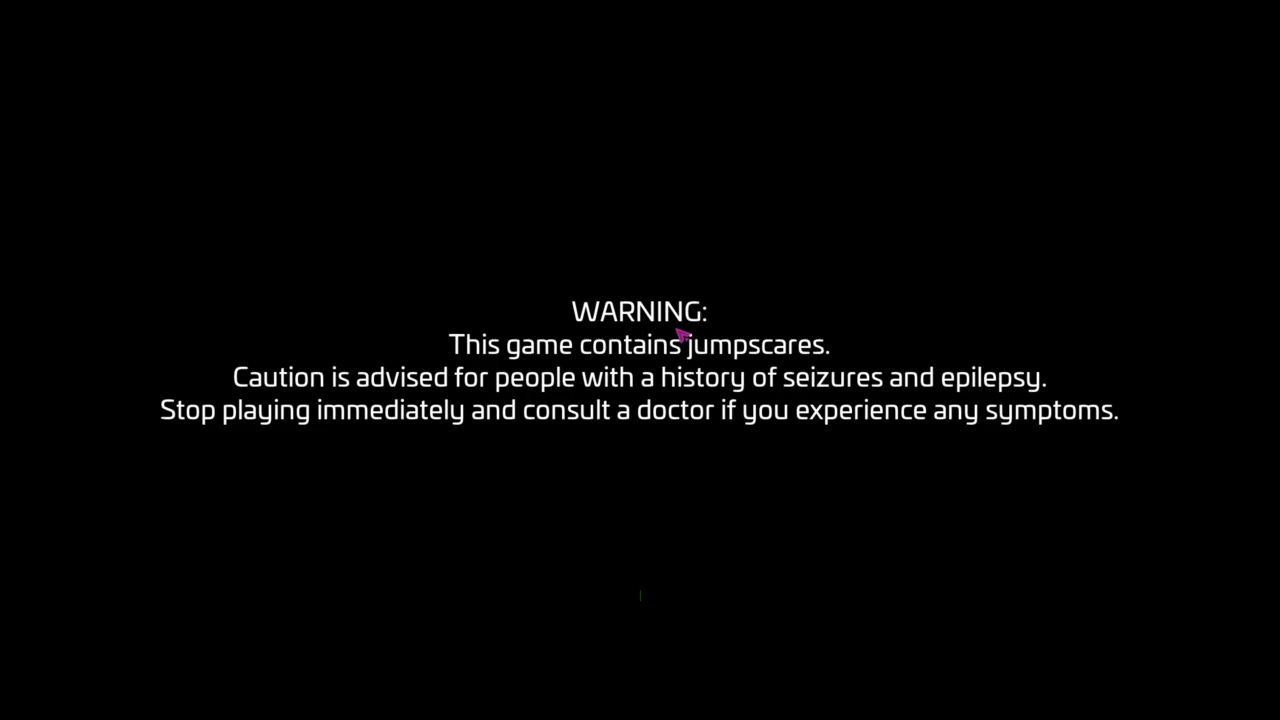 WARNING:
This game contains jumpscares.
Caution is advised for people with a history of seizures and epilepsy.
Stop playing immediately and consult a doctor if you experience any symptoms.